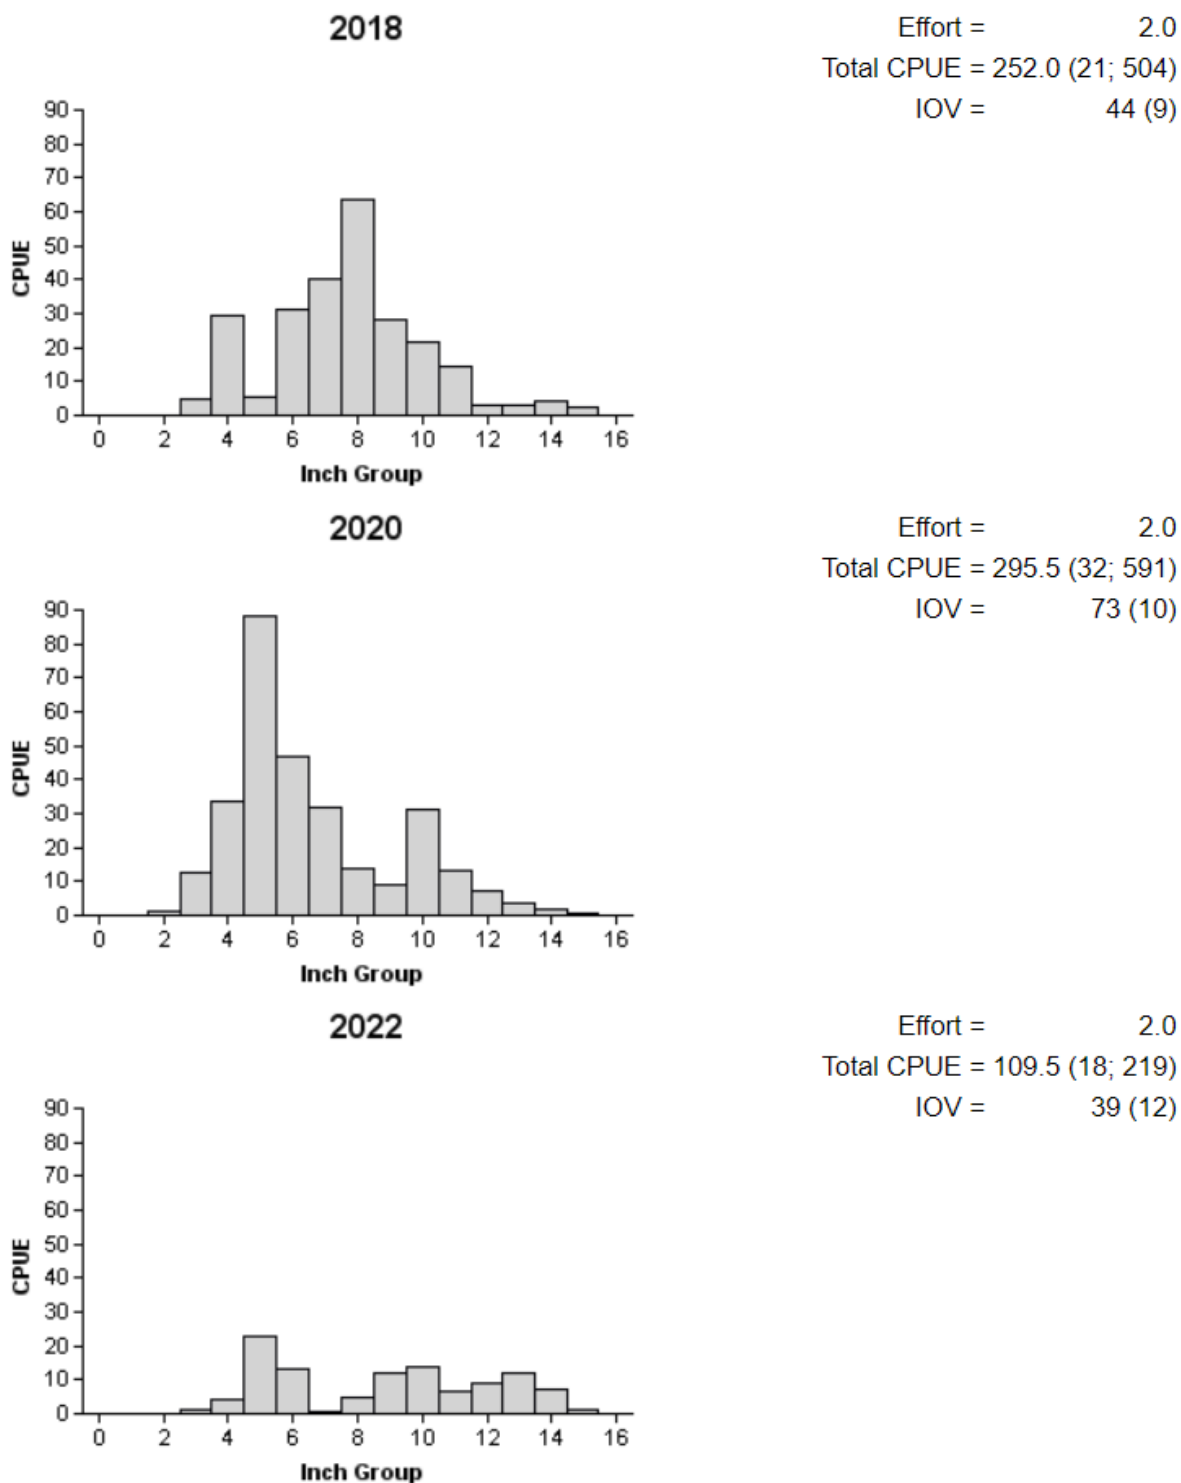 2018
Effort = 2.0
Total CPUE = 252.0 (21; 504)
IOV = 44 (9)
90
80
70
60
50
40
30
20
10
0
CPUE
0 2 4 6 8 10 12 14 16
Inch Group
2020
Effort = 2.0
Total CPUE = 295.5 (32; 591)
IOV = 73 (10)
90
80
70
60
50
40
30
20
10
0
CPUE
0 2 4 6 8 10 12 14 16
Inch Group
2022
Effort = 2.0
Total CPUE = 109.5 (18; 219)
IOV = 39 (12)
90
80
70
60
50
40
30
20
10
0
CPUE
0 2 4 6 8 10 12 14 16
Inch Group